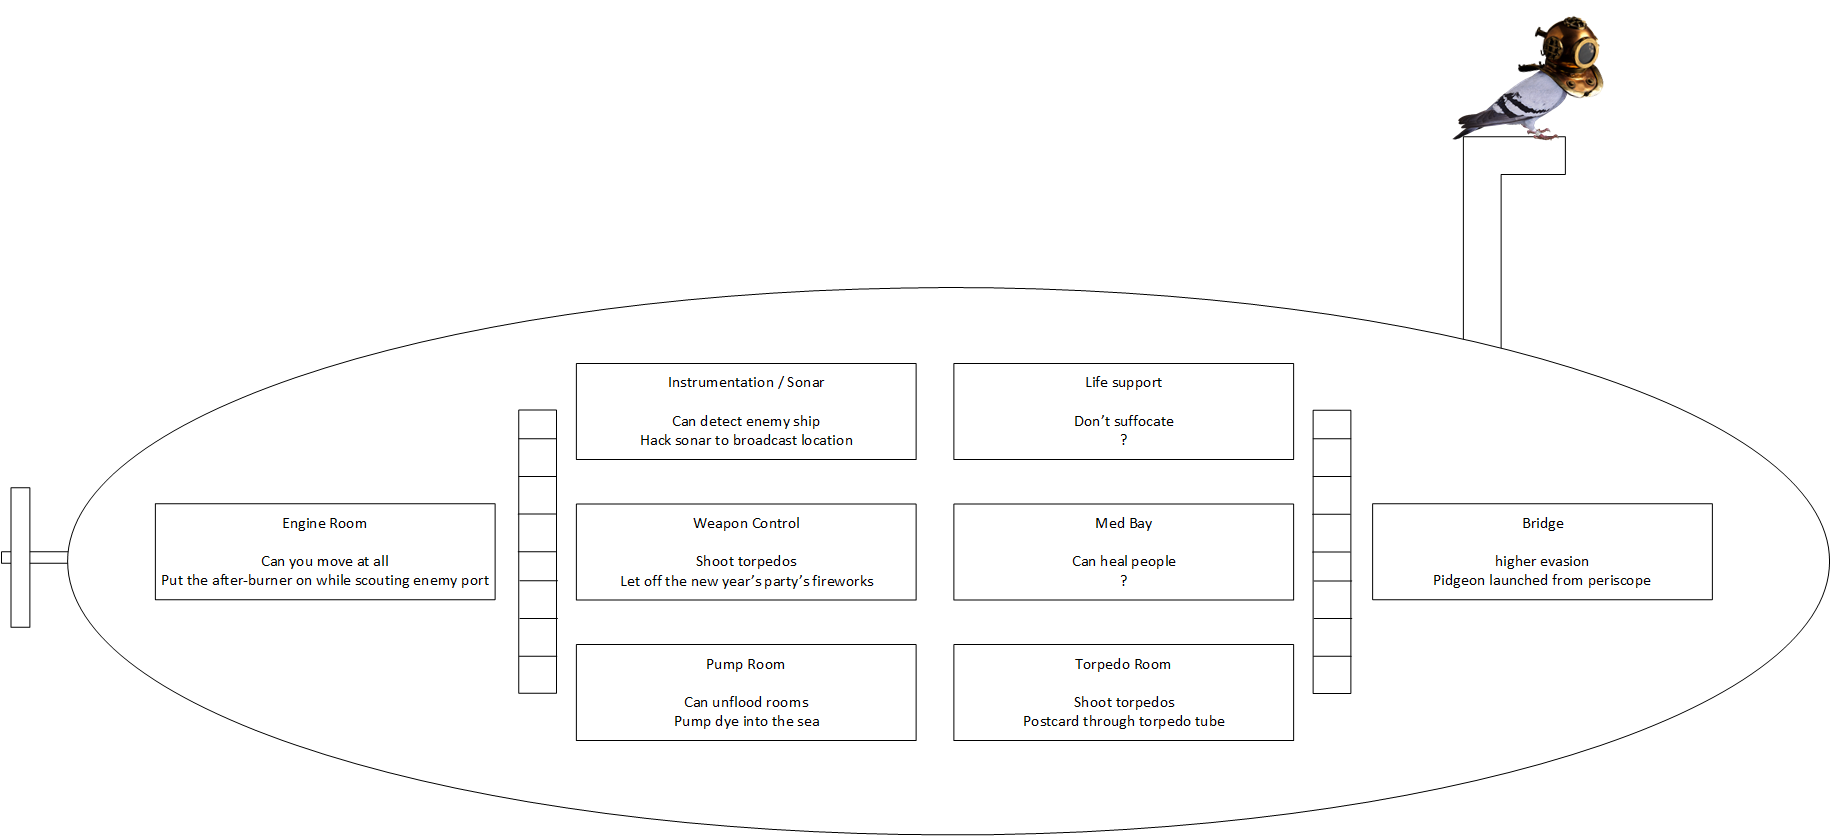 Instrumentation / Sonar
Can detect enemy ship
Hack sonar to broadcast location
Life support
Don’t suffocate
?
Engine Room
Can you move at all
Put the after-burner on while scouting enemy port
Weapon Control
Shoot torpedos
Let off the new year’s party’s fireworks
Med Bay
Can heal people
?
Bridge
higher evasion
Pidgeon launched from periscope
Pump Room
Can unflood rooms
Pump dye into the sea
Torpedo Room
Shoot torpedos
Postcard through torpedo tube